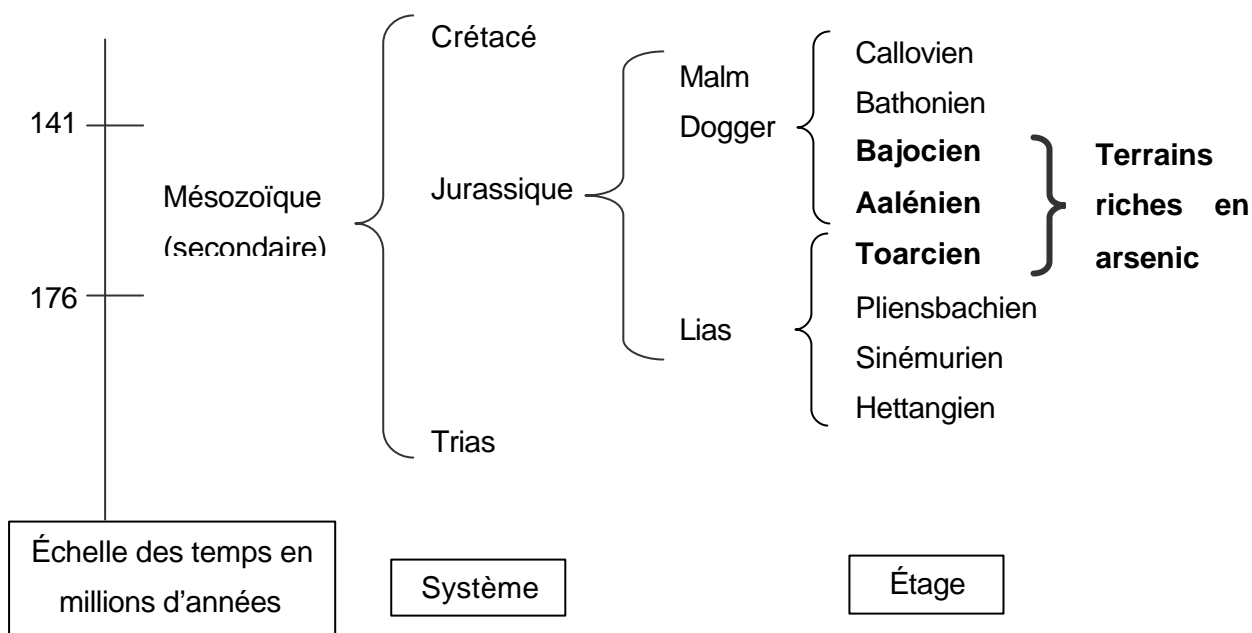 Crétacé
Callovien
Malm
Bathonien
141
Dogger
Bajocien
Terrains
Mésozoïque
Jurassique
Aalénien
riches en
(secondaire)
Toarcien
arsenic
176
Pliensbachien
Lias
Sinémurien
Hettangien
Trias
Échelle des temps en
millions d’années
Système
Étage